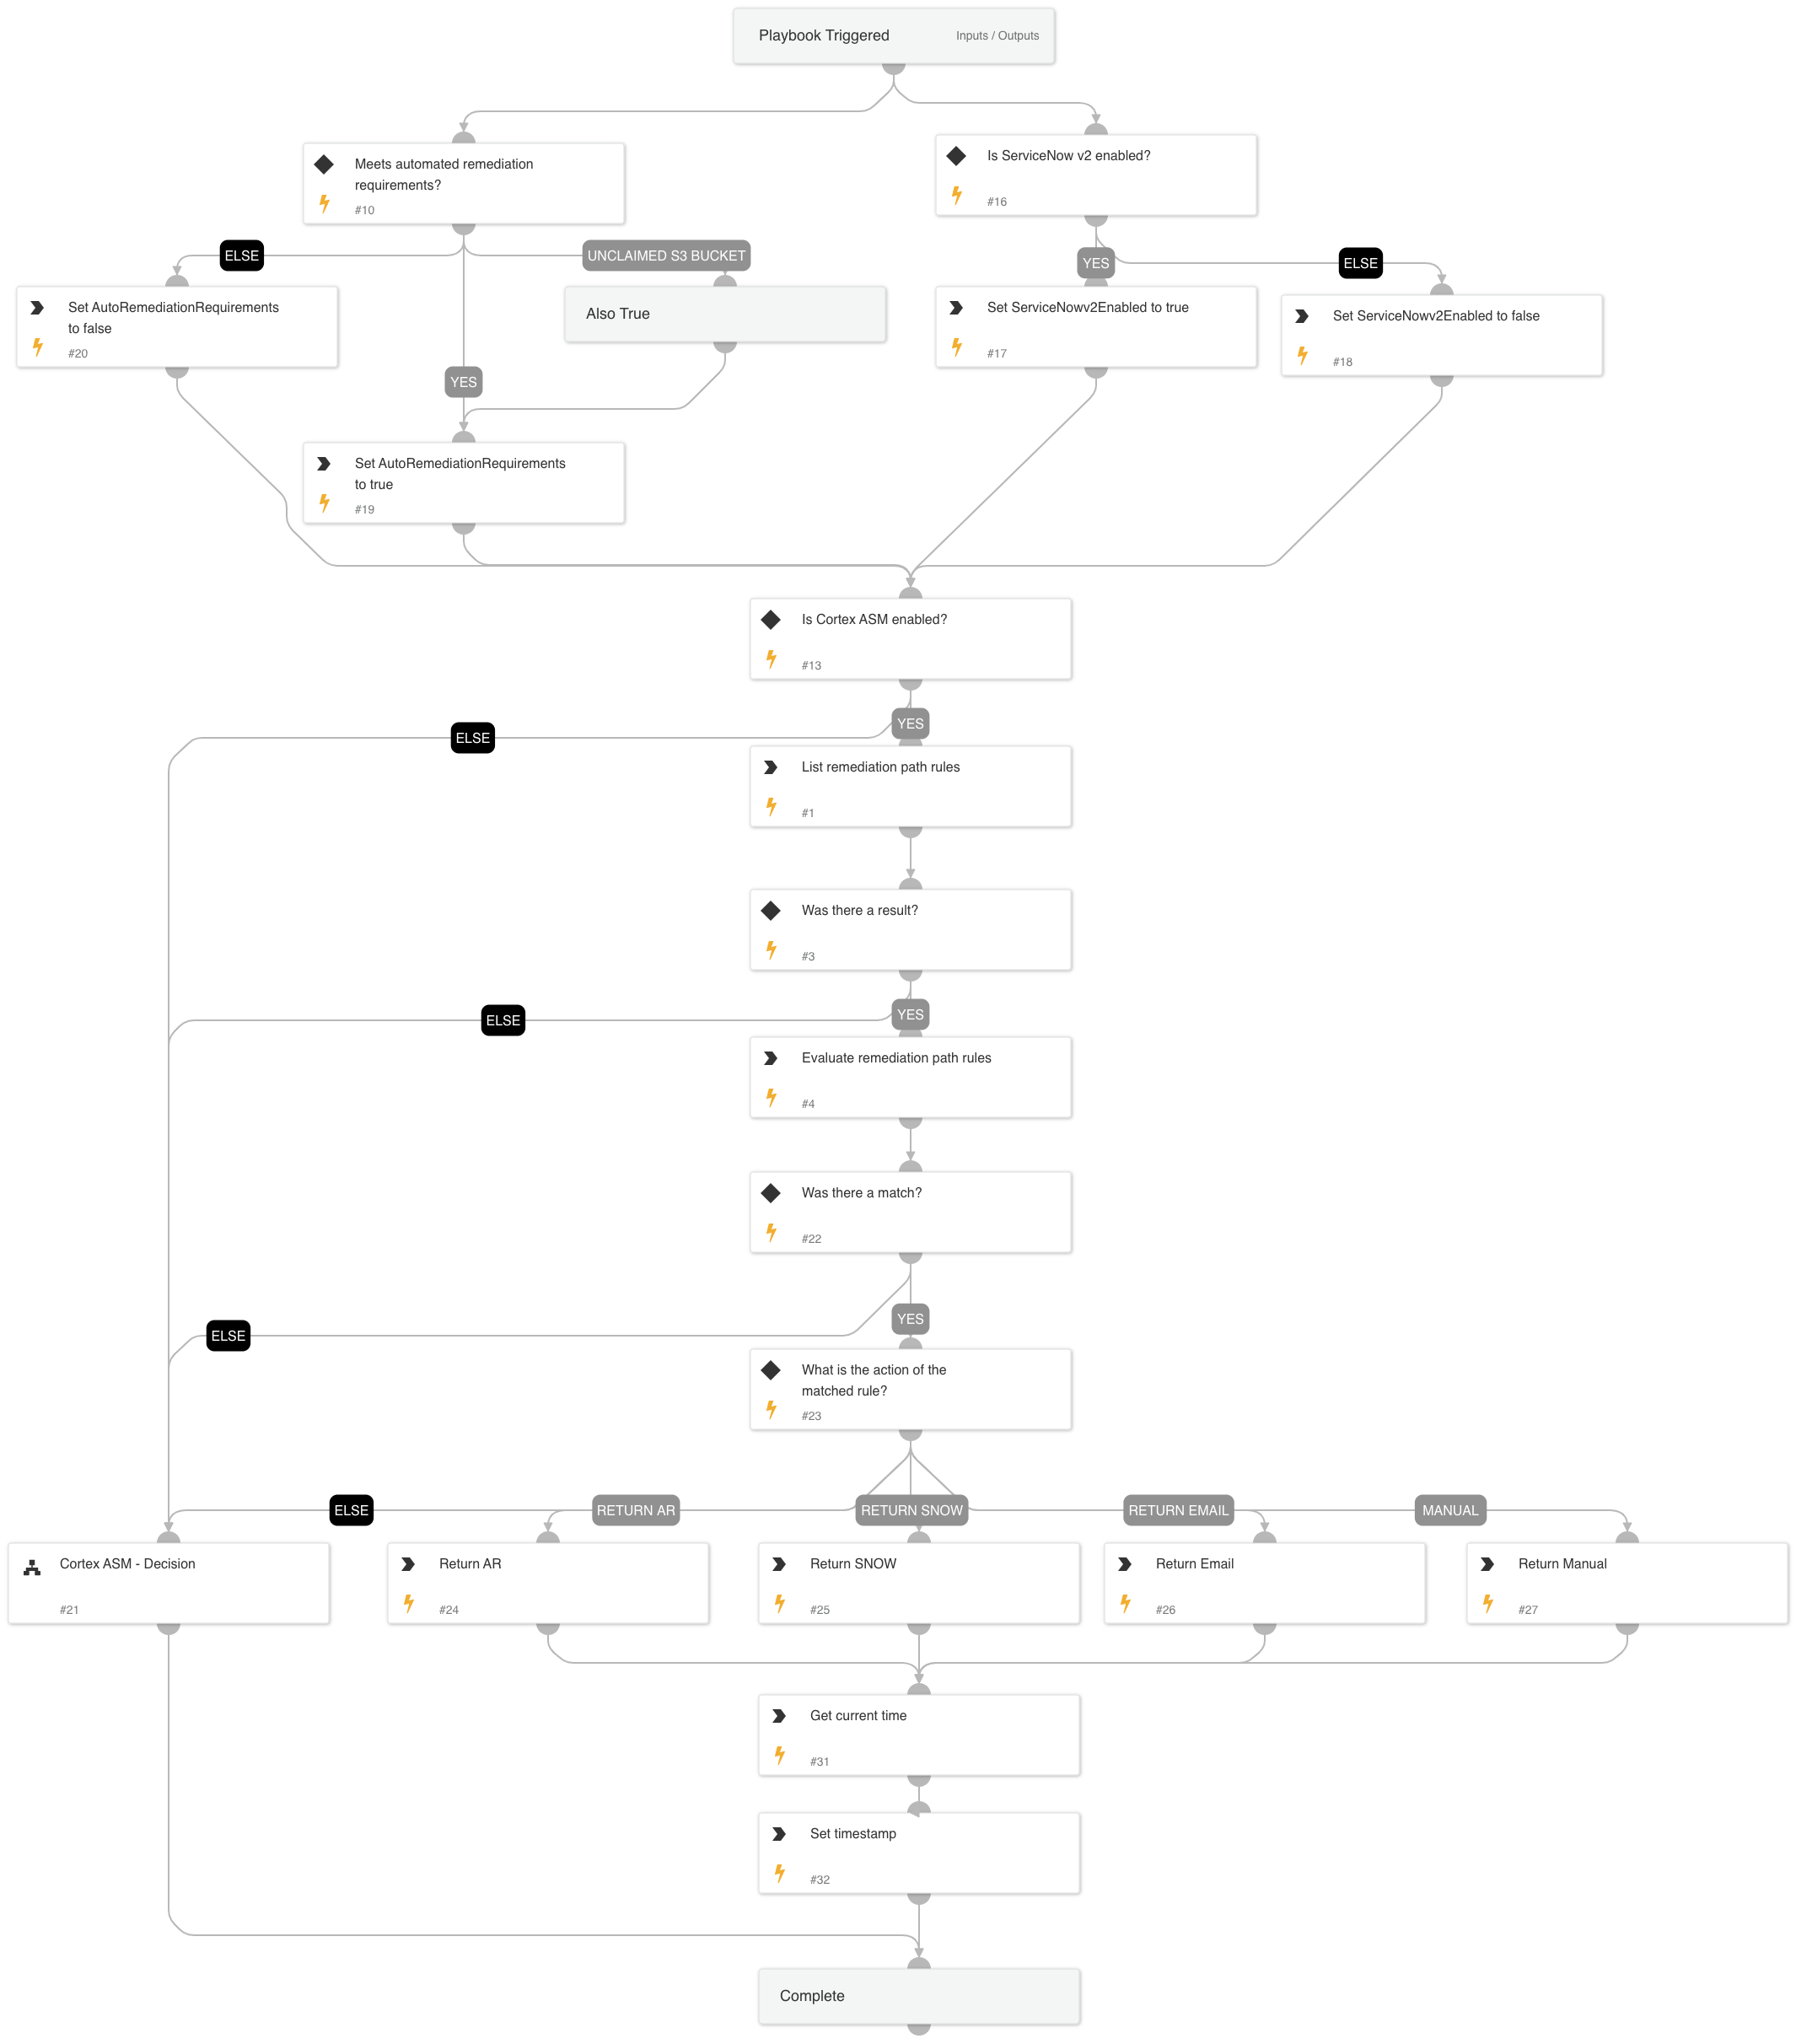 Playbook Triggered
Inputs / Outputs
Meets automated remediation
requirements?
#10
Is ServiceNow v2 enabled?
#16
ELSE
UNCLAIMED S3 BUCKET
YES
ELSE
Set AutoRemediationRequirements
to false
#20
Also True
Set ServiceNowv2Enabled to true
#17
Set ServiceNowv2Enabled to false
#18
YES
Set AutoRemediationRequirements
to true
#19
Is Cortex ASM enabled?
#13
YES
ELSE
List remediation path rules
#1
Was there a result?
#3
YES
ELSE
Evaluate remediation path rules
#4
Was there a match?
#22
YES
ELSE
What is the action of the
matched rule?
#23
ELSE
RETURN AR
RETURN SNOW
RETURN EMAIL
MANUAL
Cortex ASM - Decision
#21
Return AR
#24
Return SNOW
#25
Return Email
#26
Return Manual
#27
Get current time
#31
Set timestamp
#32
Complete